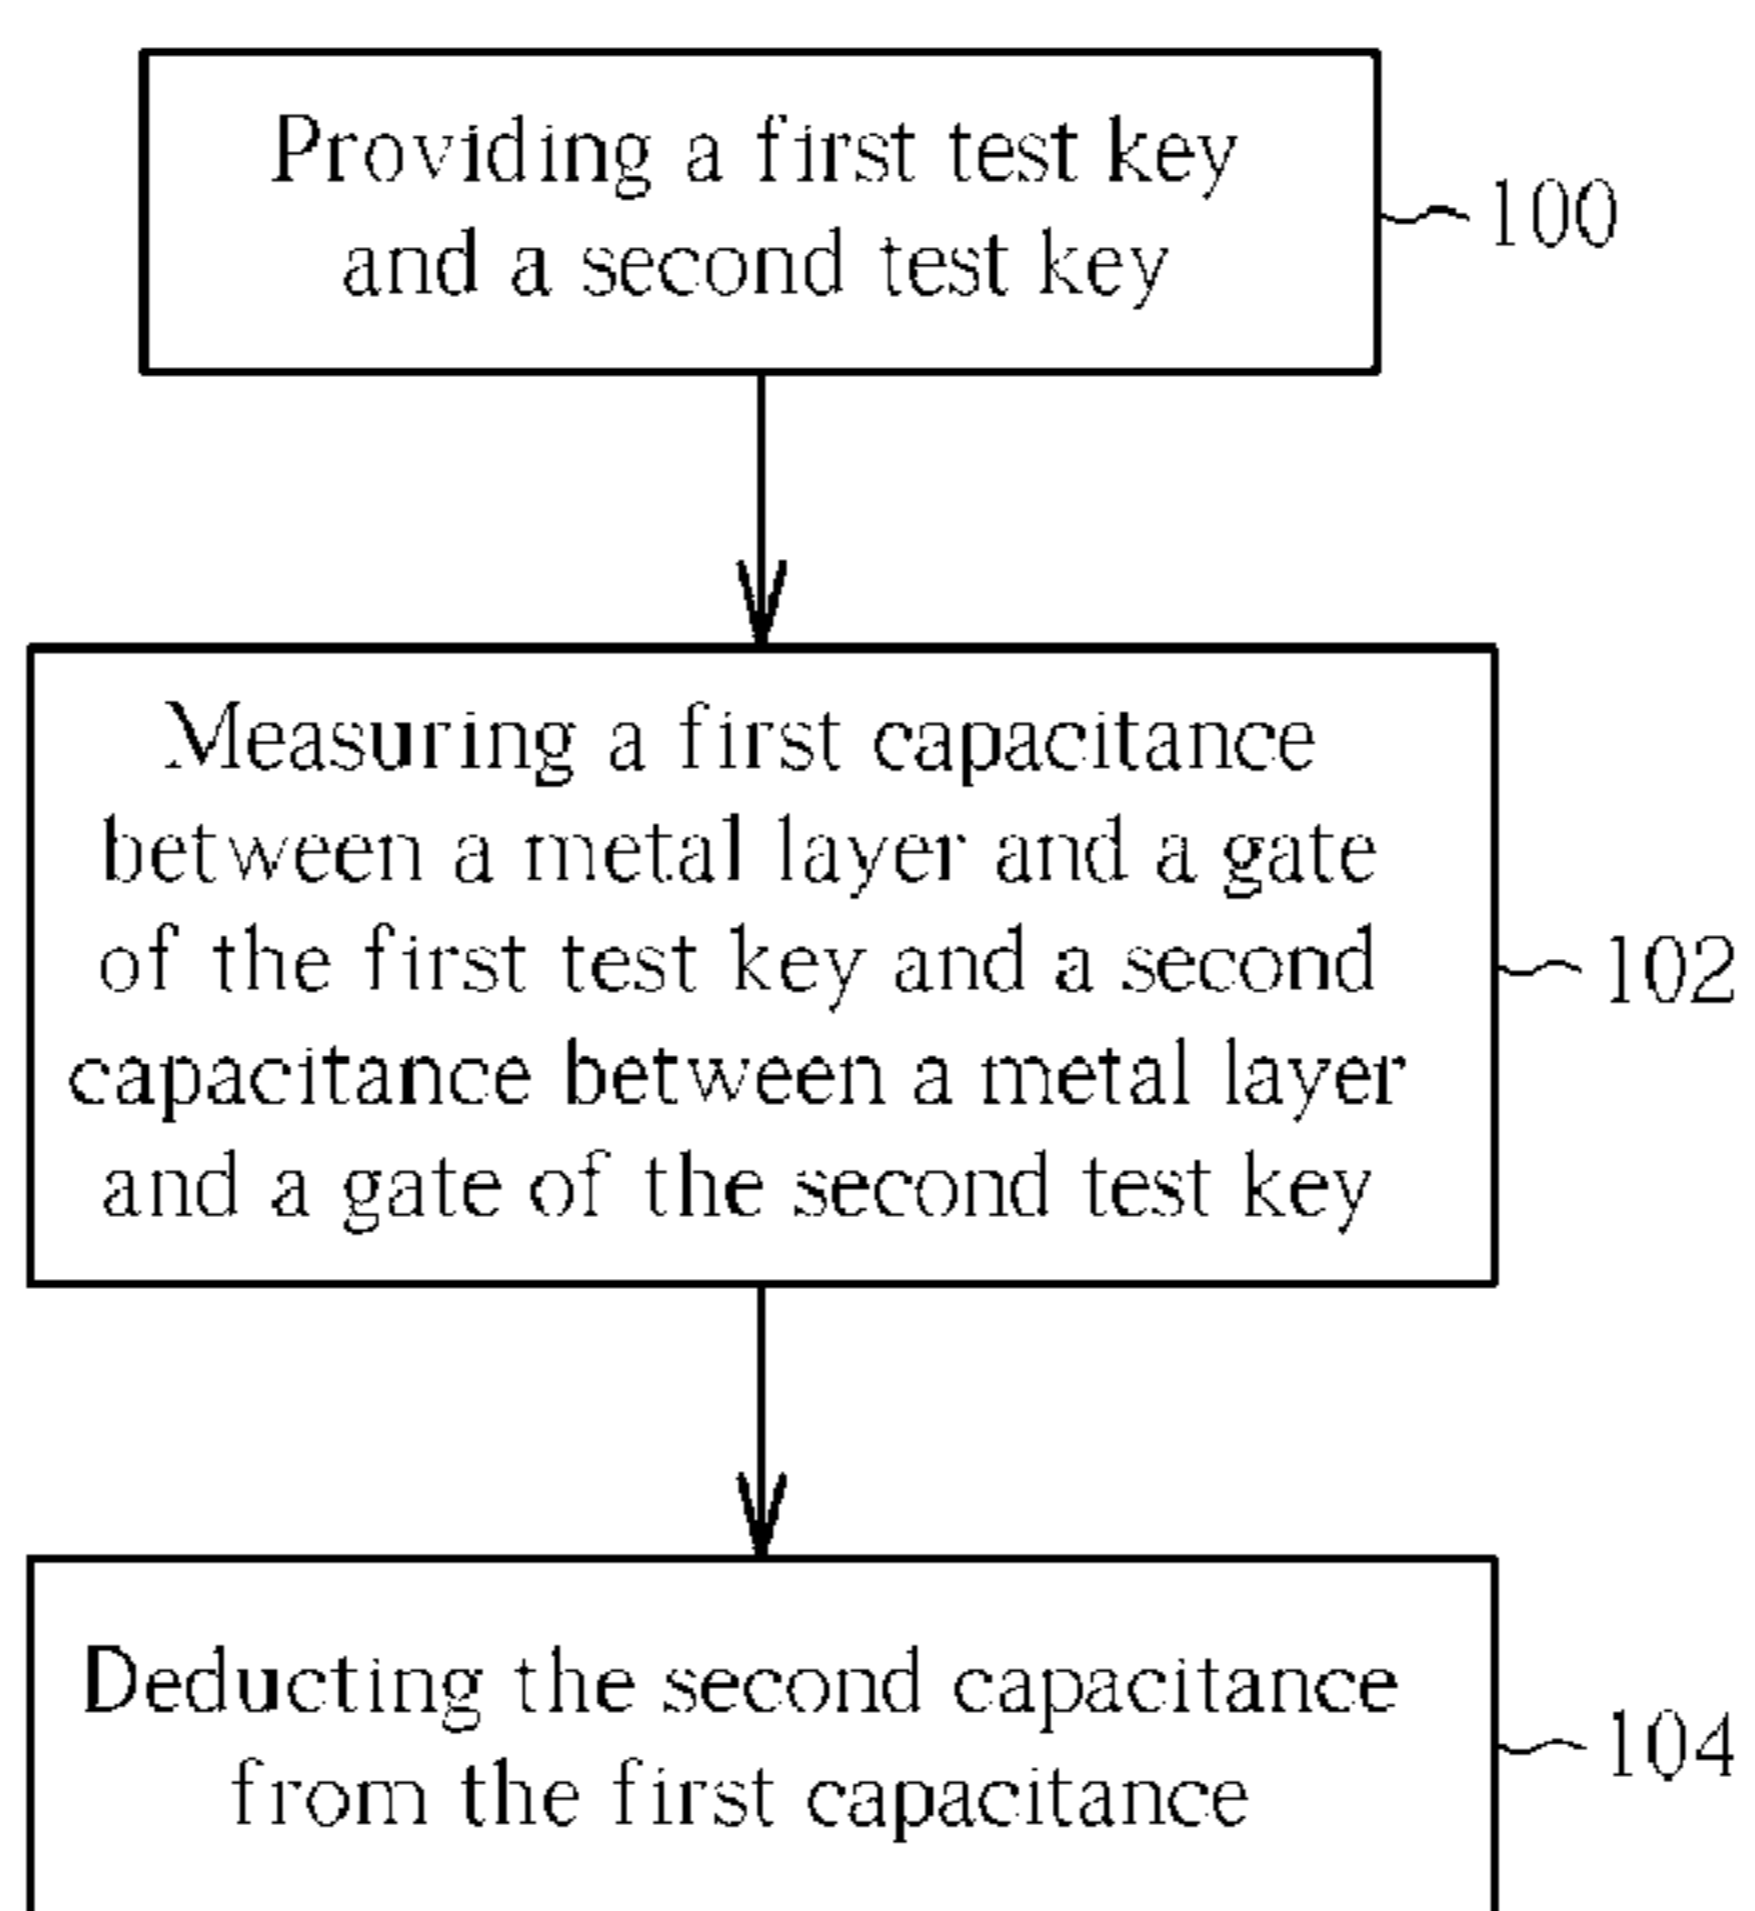 Providing a first test key
and a second test key
100
Measuring a first capacitance
between a metal layer and a gate
of the first test key and a second
capacitance between a metal layer
and a gate of the second test key
102
Deducting the second capacitance
from the first capacitance
104